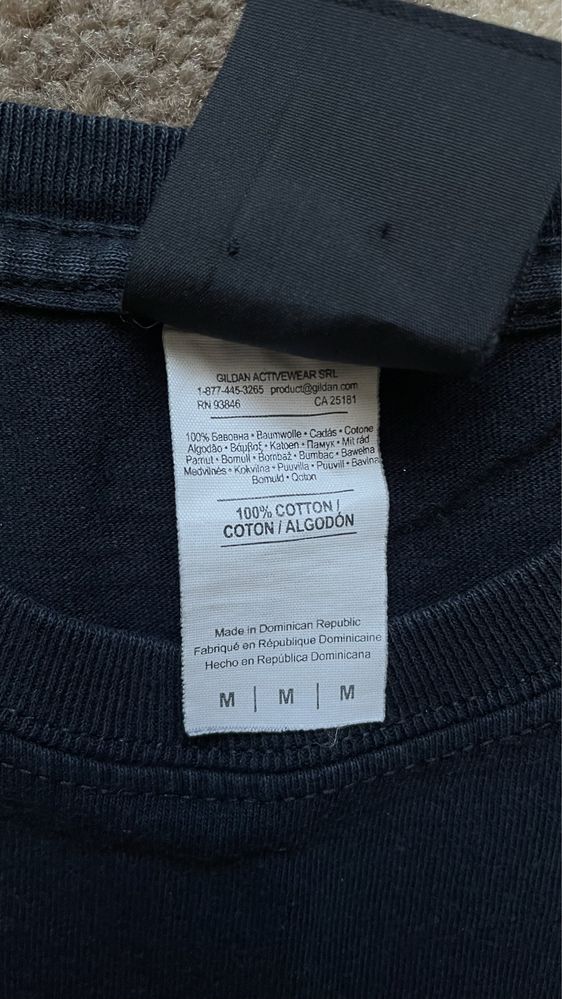 GILDAN ACTIVEWEAR SRL
1-877-445-3265 product@gildan.com
RN 93846 CA 25181
100% Бавовна • Baumwolle • Cadás • Cotone
Algodão • Βαμβαξ • Katoen • Памук • Mit rád
Pamut • Bomull • Bombaž • Bumbac • Bawełna
Medvilnės • Kokvilna • Puuvilla • Puuvill • Bavlna
Bomuld • Qoton
100% COTTON /
COTON / ALGODÓN
Made in Dominican Republic
Fabriqué en République Dominicaine
Hecho en República Dominicana
M | M | M